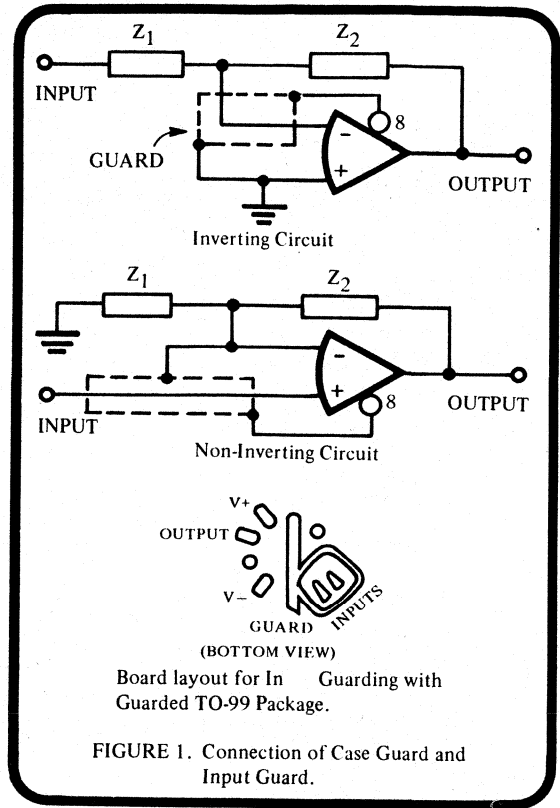 Z1
Z2
INPUT
GUARD
8
−
+
OUTPUT
Inverting Circuit
Z1
Z2
−
+
8
INPUT
OUTPUT
Non-Inverting Circuit
V+
OUTPUT
V−
INPUTS
GUARD
(BOTTOM VIEW)
Board layout for In Guarding with
Guarded TO-99 Package.
FIGURE 1. Connection of Case Guard and
Input Guard.